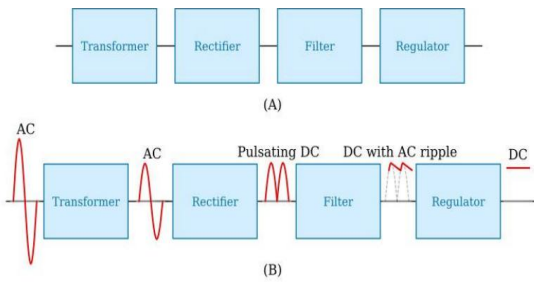 Transformer Rectifier Filter Regulator
(A)
AC
AC Pulsating DC DC with AC ripple DC
Transformer Rectifier Filter Regulator
(B)